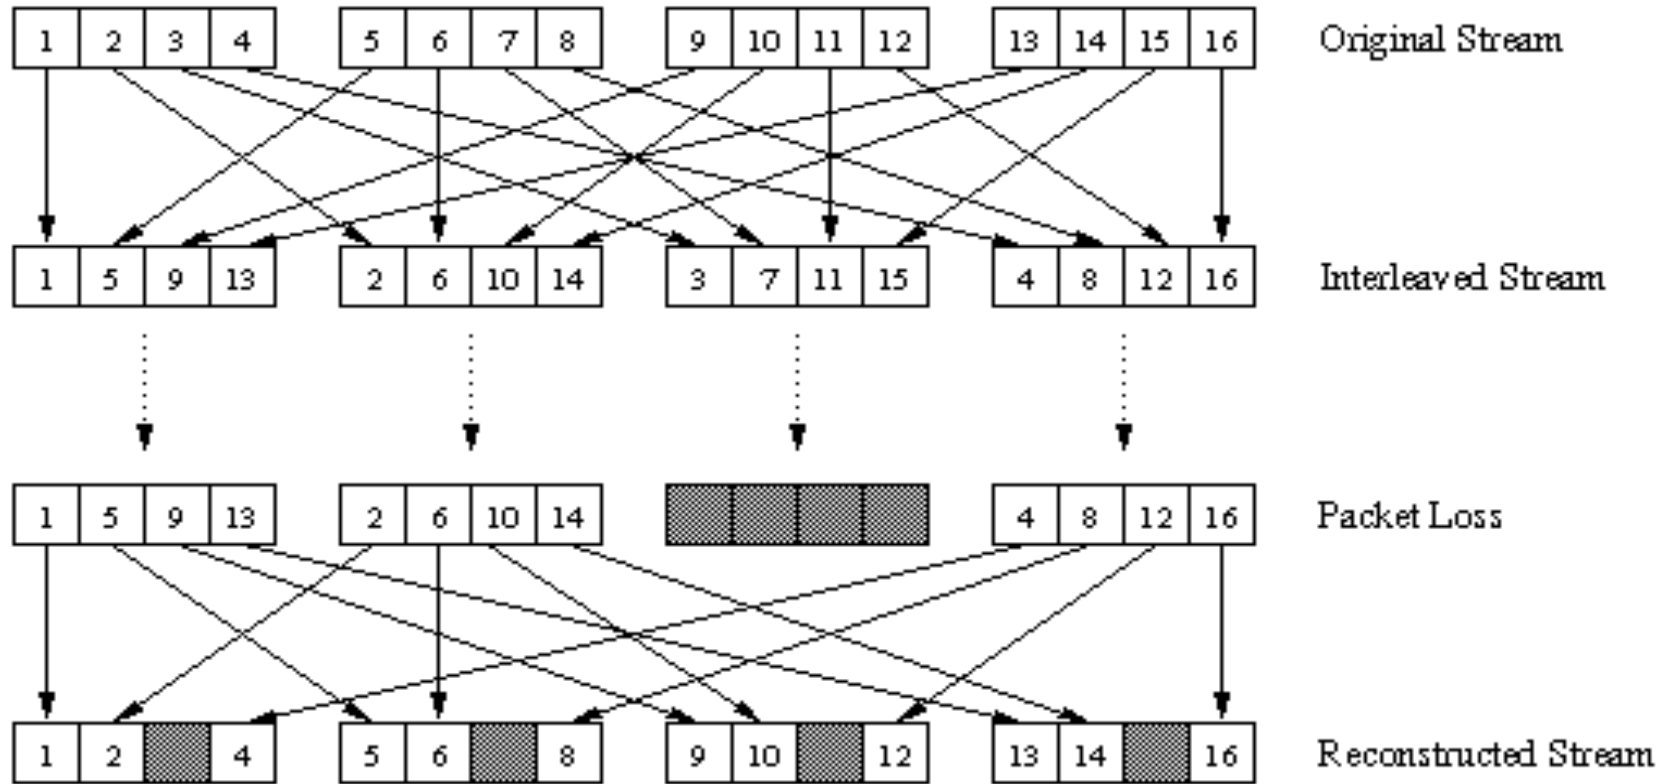 1 2 3 4 5 6 7 8 9 10 11 12 13 14 15 16 Original Stream
1 5 9 13 2 6 10 14 3 7 11 15 4 8 12 16 Interleaved Stream
1 5 9 13 2 6 10 14 4 8 12 16 Packet Loss
1 2 4 5 6 8 9 10 12 13 14 16 Reconstructed Stream